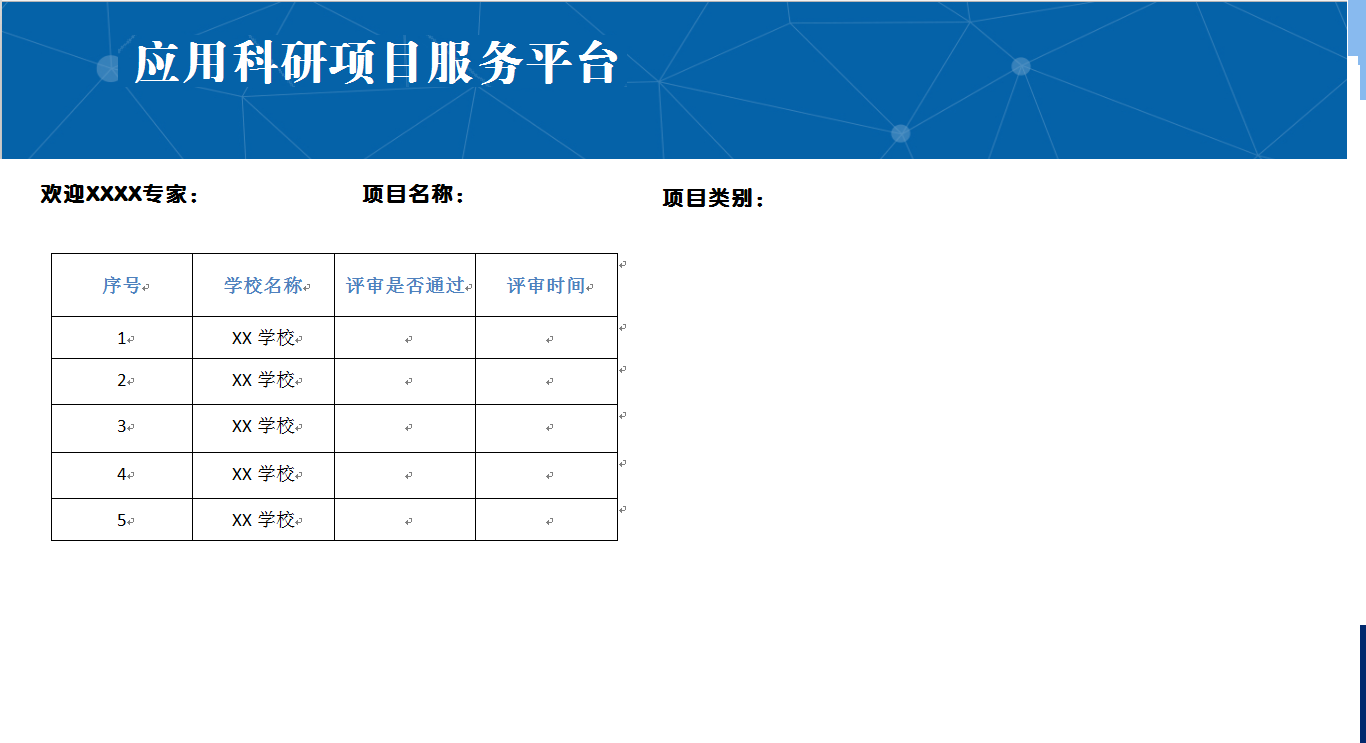 应用科研项目服务平台
欢迎XXXX专家： 项目名称： 项目类别：
序号 学校名称 评审是否通过 评审时间
1 XX 学校
2 XX 学校
3 XX 学校
4 XX 学校
5 XX 学校